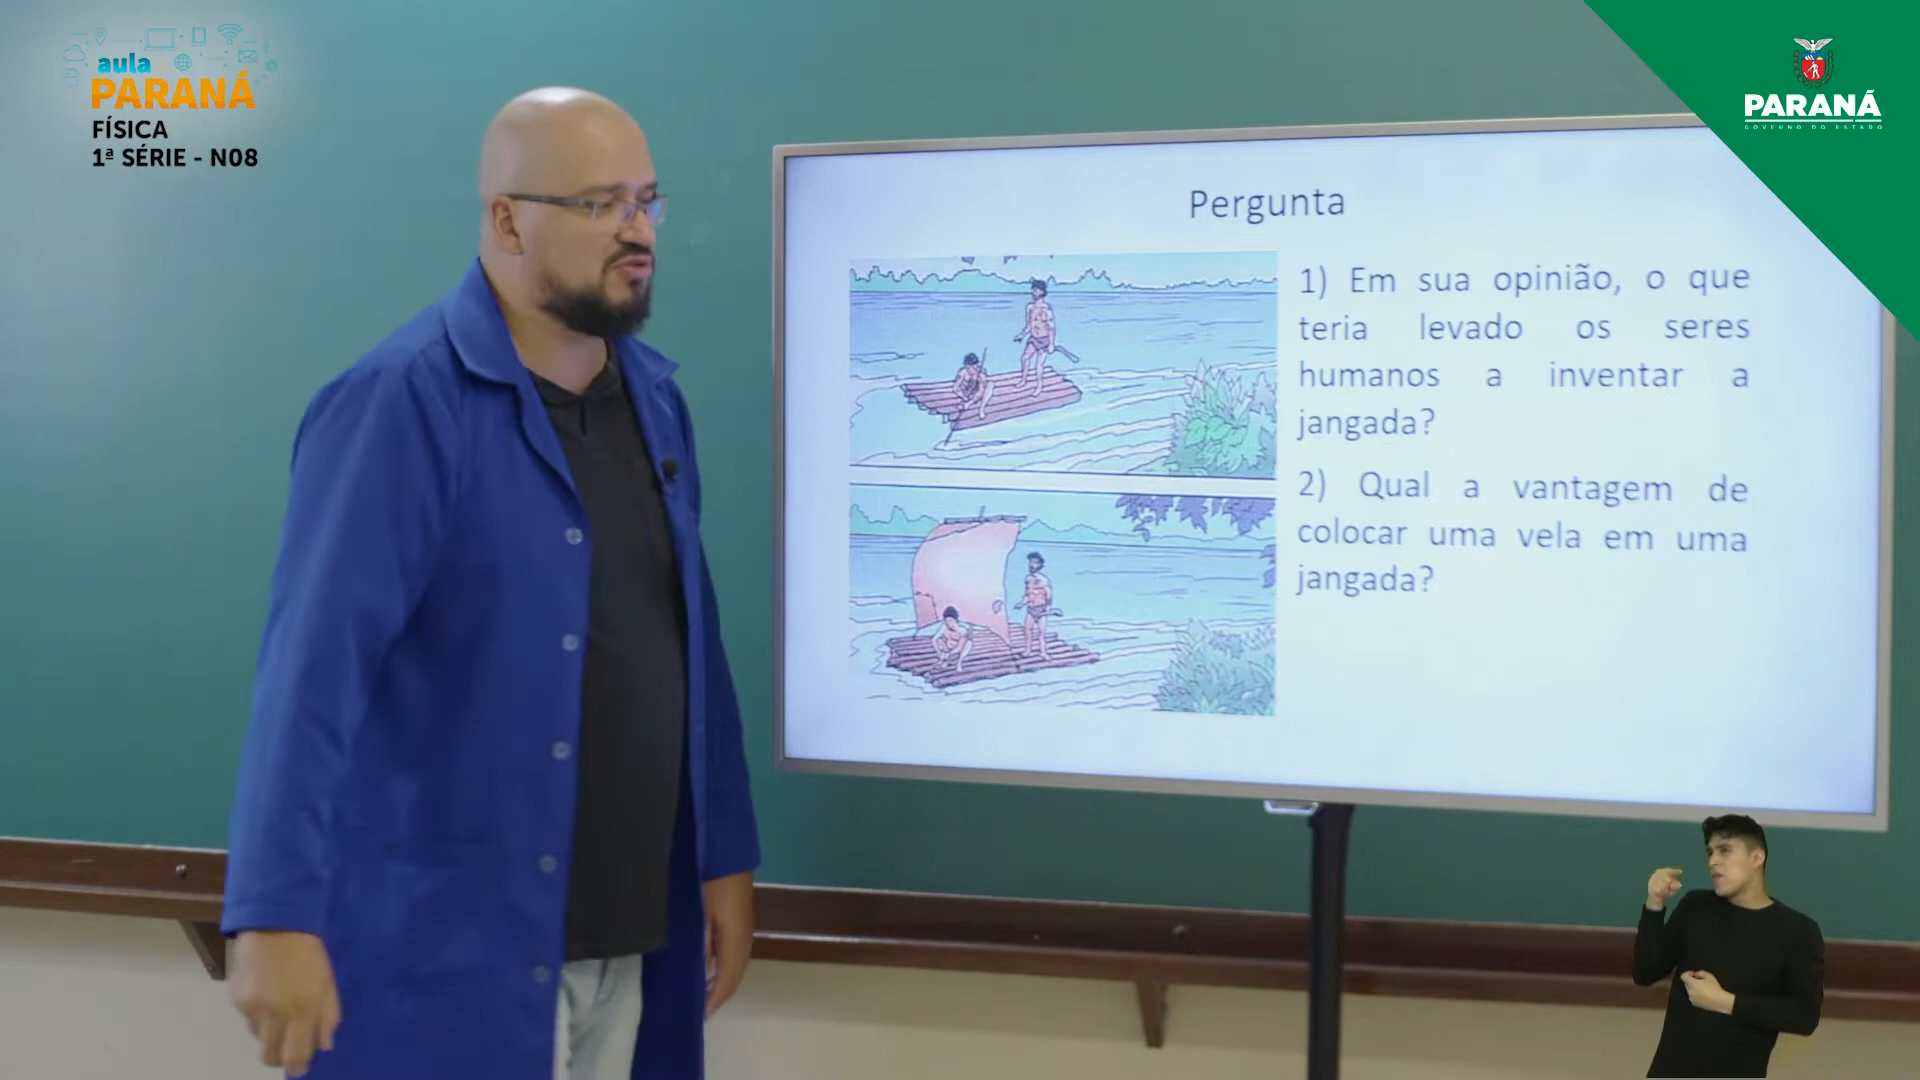 aula
PARANÁ
FÍSICA
1ª SÉRIE - N08
PARANÁ
GOVERNO DO ESTADO
Pergunta
1) Em sua opinião, o que
teria levado os seres
humanos a inventar a
jangada?
2) Qual a vantagem de
colocar uma vela em uma
jangada?